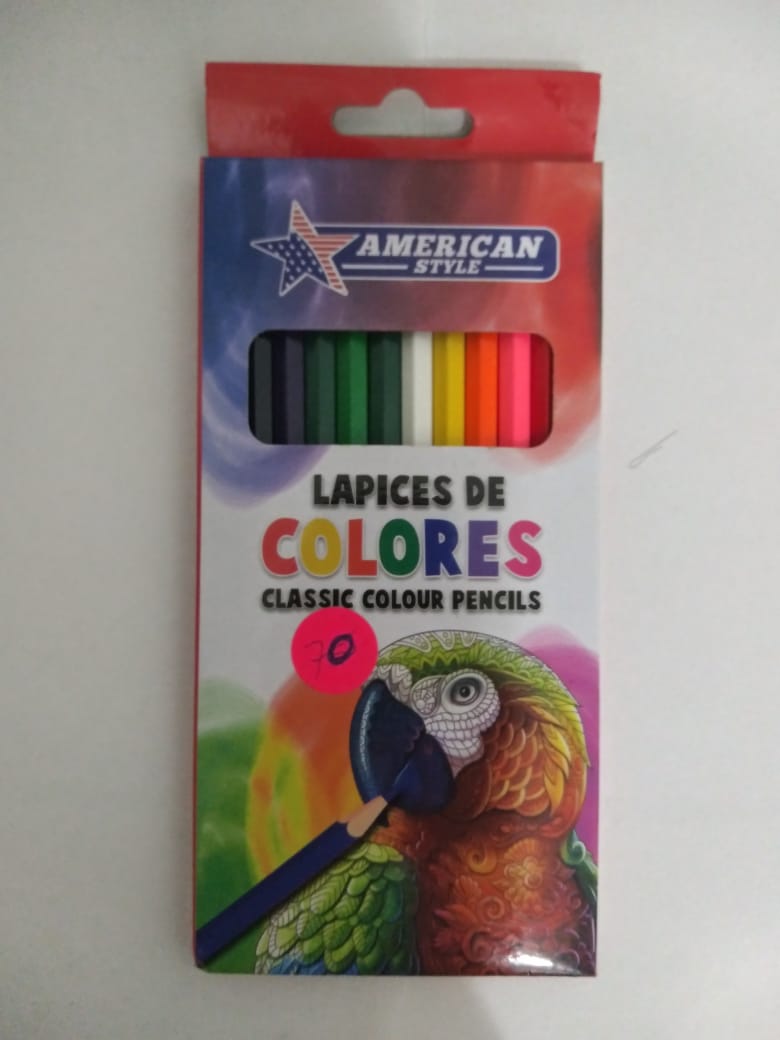 AMERICAN
STYLE
LAPICES DE
COLORES
CLASSIC COLOUR PENCILS
70